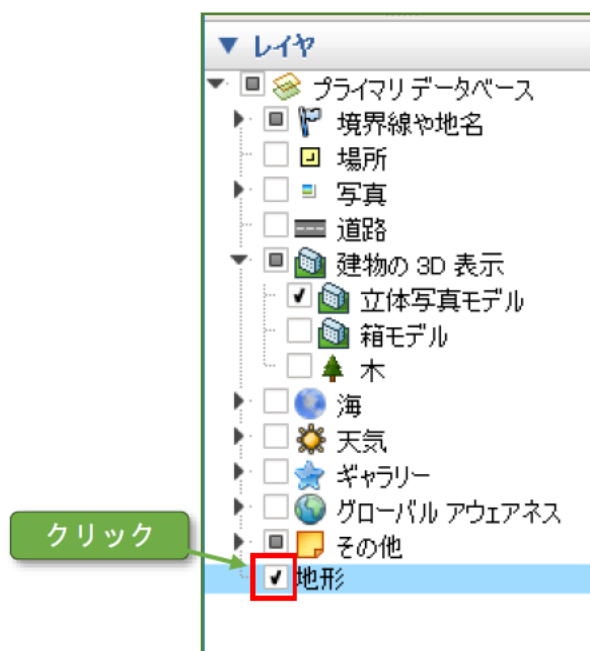 レイヤ
プライマリ データベース
境界線や地名
場所
写真
道路
建物の 3D 表示
立体写真モデル
箱モデル
木
海
天気
ギャラリー
グローバル アウェアネス
クリック
その他
地形